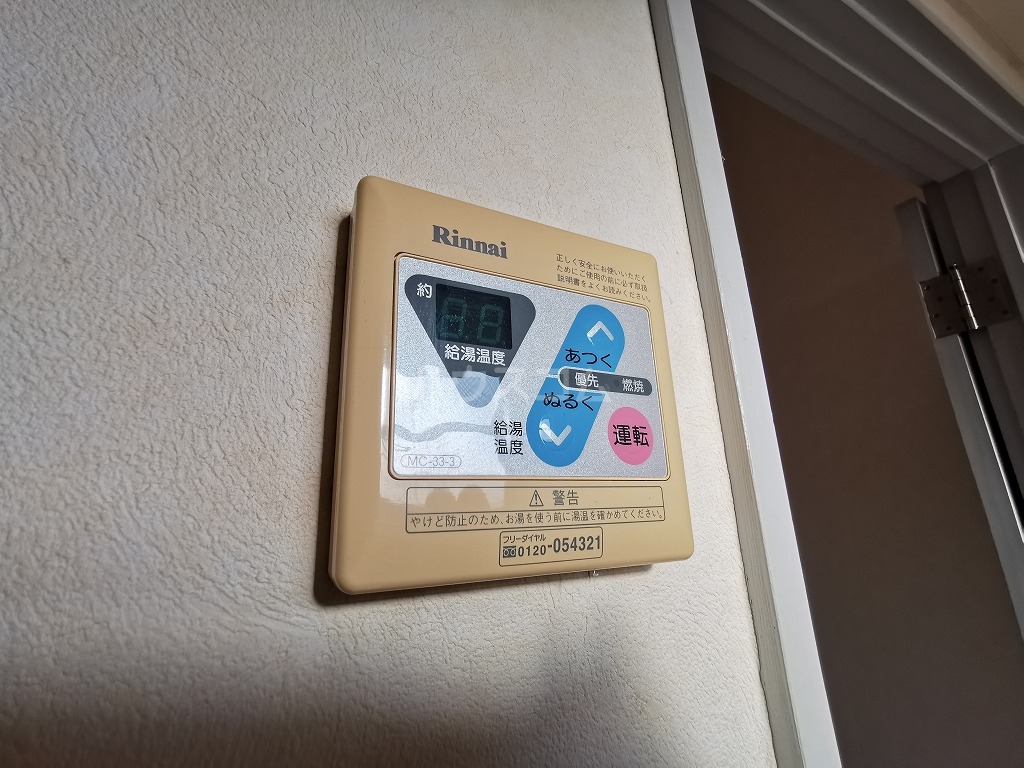 Rinnai
正しく安全にお使いいただく
ためにご使用の前に必ず取扱
説明書をよくお読みください。
約
給湯温度
あつく
優先 燃焼
ぬるく
給湯
温度
運転
MC-33-3
⚠ 警告
やけど防止のため、お湯を使う前に湯温を確かめてください。
フリーダイヤル
0120-054321